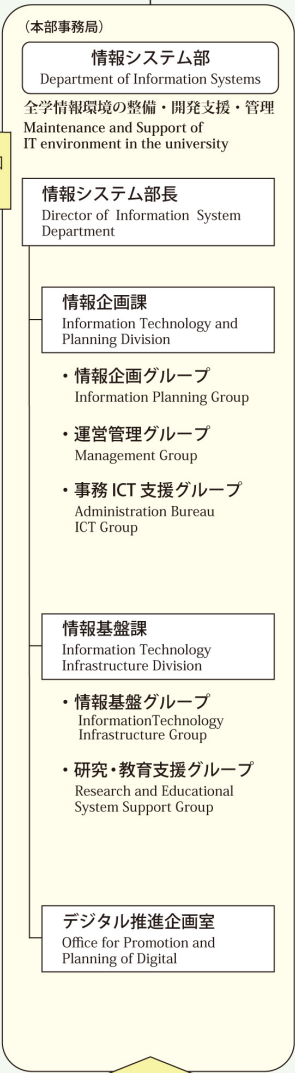 （本部事務局）
情報システム部
Department of Information Systems
全学情報環境の整備・開発支援・管理
Maintenance and Support of
IT environment in the university
情報システム部長
Director of Information System
Department
情報企画課
Information Technology and
Planning Division
・情報企画グループ
Information Planning Group
・運営管理グループ
Management Group
・事務 ICT 支援グループ
Administration Bureau
ICT Group
情報基盤課
Information Technology
Infrastructure Division
・情報基盤グループ
InformationTechnology
Infrastructure Group
・研究・教育支援グループ
Research and Educational
System Support Group
デジタル推進企画室
Office for Promotion and
Planning of Digital